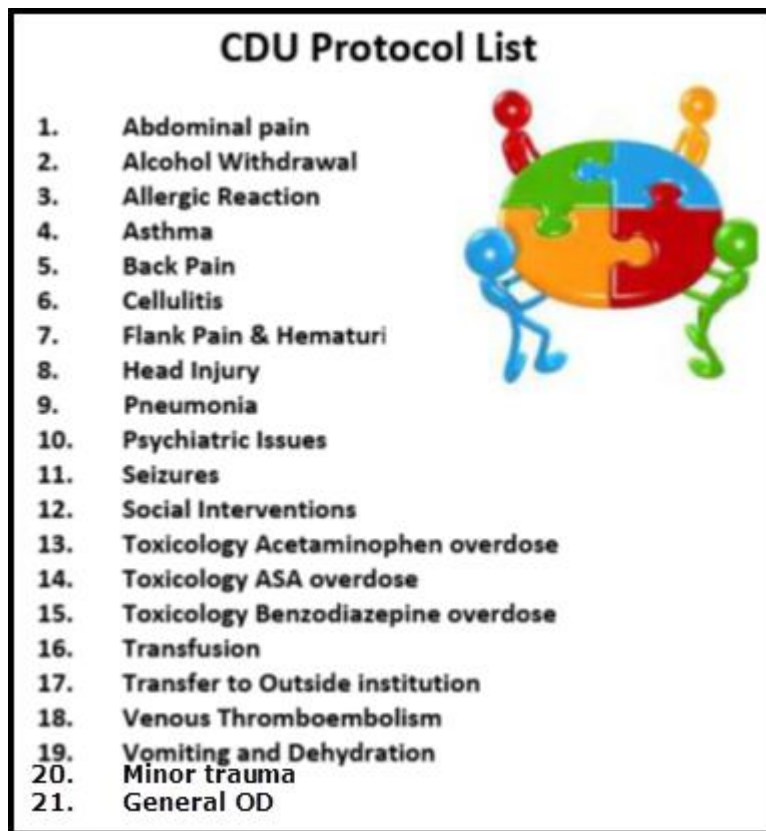 CDU Protocol List
1. Abdominal pain
2. Alcohol Withdrawal
3. Allergic Reaction
4. Asthma
5. Back Pain
6. Cellulitis
7. Flank Pain & Hematuri
8. Head Injury
9. Pneumonia
10. Psychiatric Issues
11. Seizures
12. Social Interventions
13. Toxicology Acetaminophen overdose
14. Toxicology ASA overdose
15. Toxicology Benzodiazepine overdose
16. Transfusion
17. Transfer to Outside institution
18. Venous Thromboembolism
19. Vomiting and Dehydration
20. Minor trauma
21. General OD